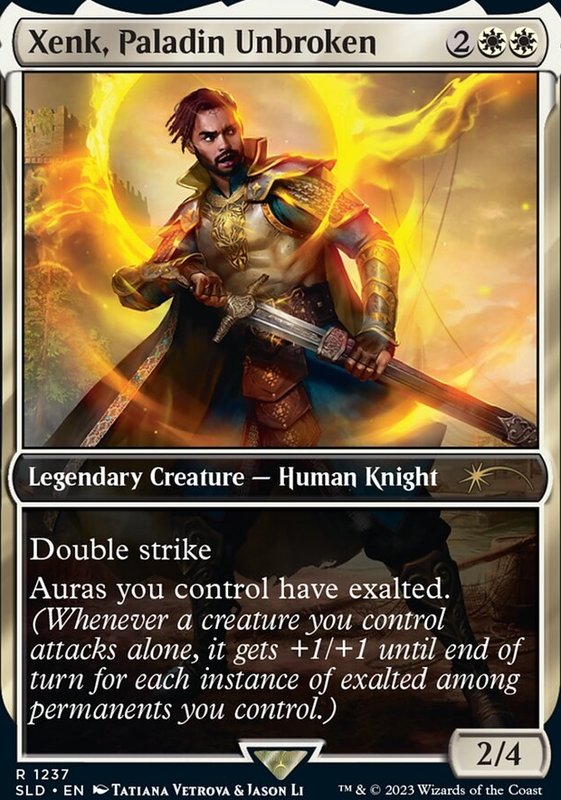 Xenk, Paladin Unbroken 2
Legendary Creature — Human Knight
Double strike
Auras you control have exalted.
(Whenever a creature you control
attacks alone, it gets +1/+1 until end of
turn for each instance of exalted among
permanents you control.)
2/4
R 1237
SLD • EN Tatiana Vetrova & Jason Li
™ & © 2023 Wizards of the Coast